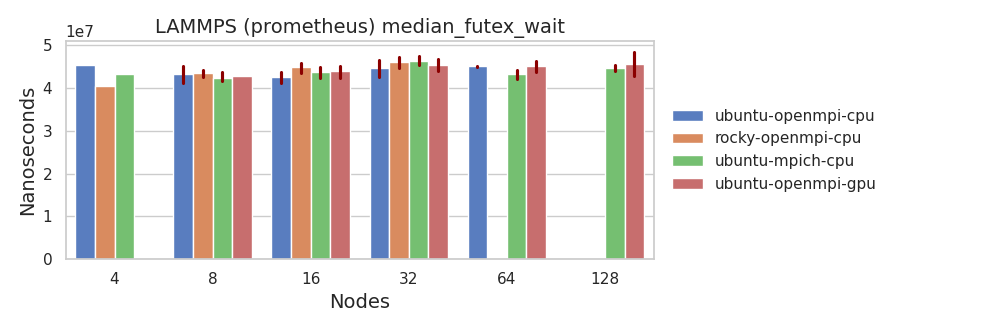 LAMMPS (prometheus) median_futex_wait
1e7
5
4
3
2
1
0
Nanoseconds
4 8 16 32 64 128
Nodes
ubuntu-openmpi-cpu
rocky-openmpi-cpu
ubuntu-mpich-cpu
ubuntu-openmpi-gpu